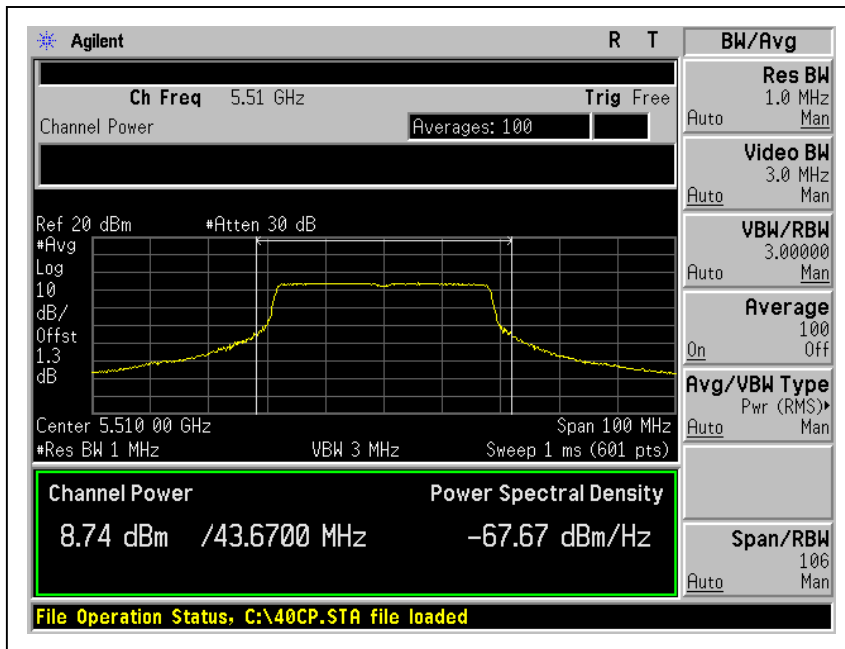 Agilent R T
Ch Freq 5.51 GHz Trig Free
Channel Power Averages: 100
Ref 20 dBm #Atten 30 dB
#Avg
Log
10
dB/
Offst
1.3
dB
Center 5.510 00 GHz Span 100 MHz
#Res BW 1 MHz VBW 3 MHz Sweep 1 ms (601 pts)
Channel Power Power Spectral Density
8.74 dBm /43.6700 MHz -67.67 dBm/Hz
File Operation Status, C:\40CP.STA file loaded
BW/Avg
Res BW
1.0 MHz
Auto Man
Video BW
3.0 MHz
Auto Man
VBW/RBW
3.00000
Auto Man
Average
100
On Off
Avg/VBW Type
Pwr (RMS)▸
Auto Man
Span/RBW
106
Auto Man